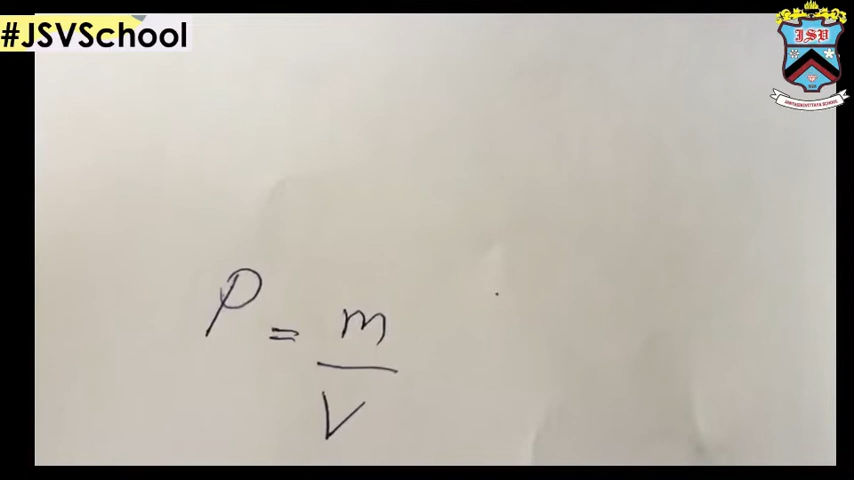 #JSVSchool
JSV
ρ = m
V